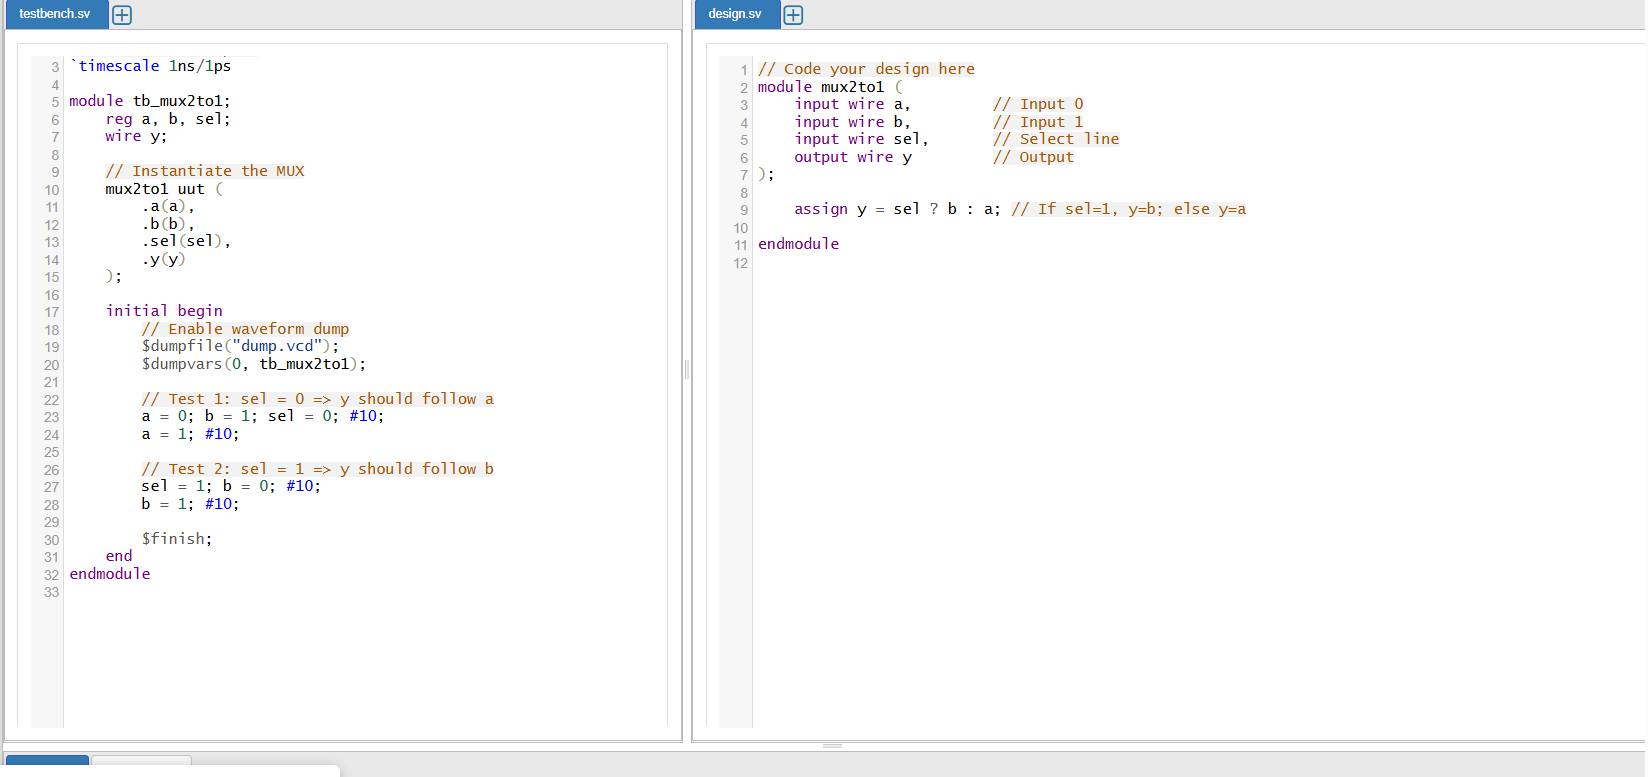 testbench.sv
3 `timescale 1ns/1ps
4
5 module tb_mux2to1;
6     reg a, b, sel;
7     wire y;
8
9     // Instantiate the MUX
10     mux2to1 uut (
11         .a(a),
12         .b(b),
13         .sel(sel),
14         .y(y)
15     );
16
17     initial begin
18         // Enable waveform dump
19         $dumpfile("dump.vcd");
20         $dumpvars(0, tb_mux2to1);
21
22         // Test 1: sel = 0 => y should follow a
23         a = 0; b = 1; sel = 0; #10;
24         a = 1; #10;
25
26         // Test 2: sel = 1 => y should follow b
27         sel = 1; b = 0; #10;
28         b = 1; #10;
29
30         $finish;
31     end
32 endmodule
33
design.sv
1 // Code your design here
2 module mux2to1 (
3     input wire a,         // Input 0
4     input wire b,         // Input 1
5     input wire sel,       // Select line
6     output wire y         // Output
7 );
8
9     assign y = sel ? b : a; // If sel=1, y=b; else y=a
10
11 endmodule
12